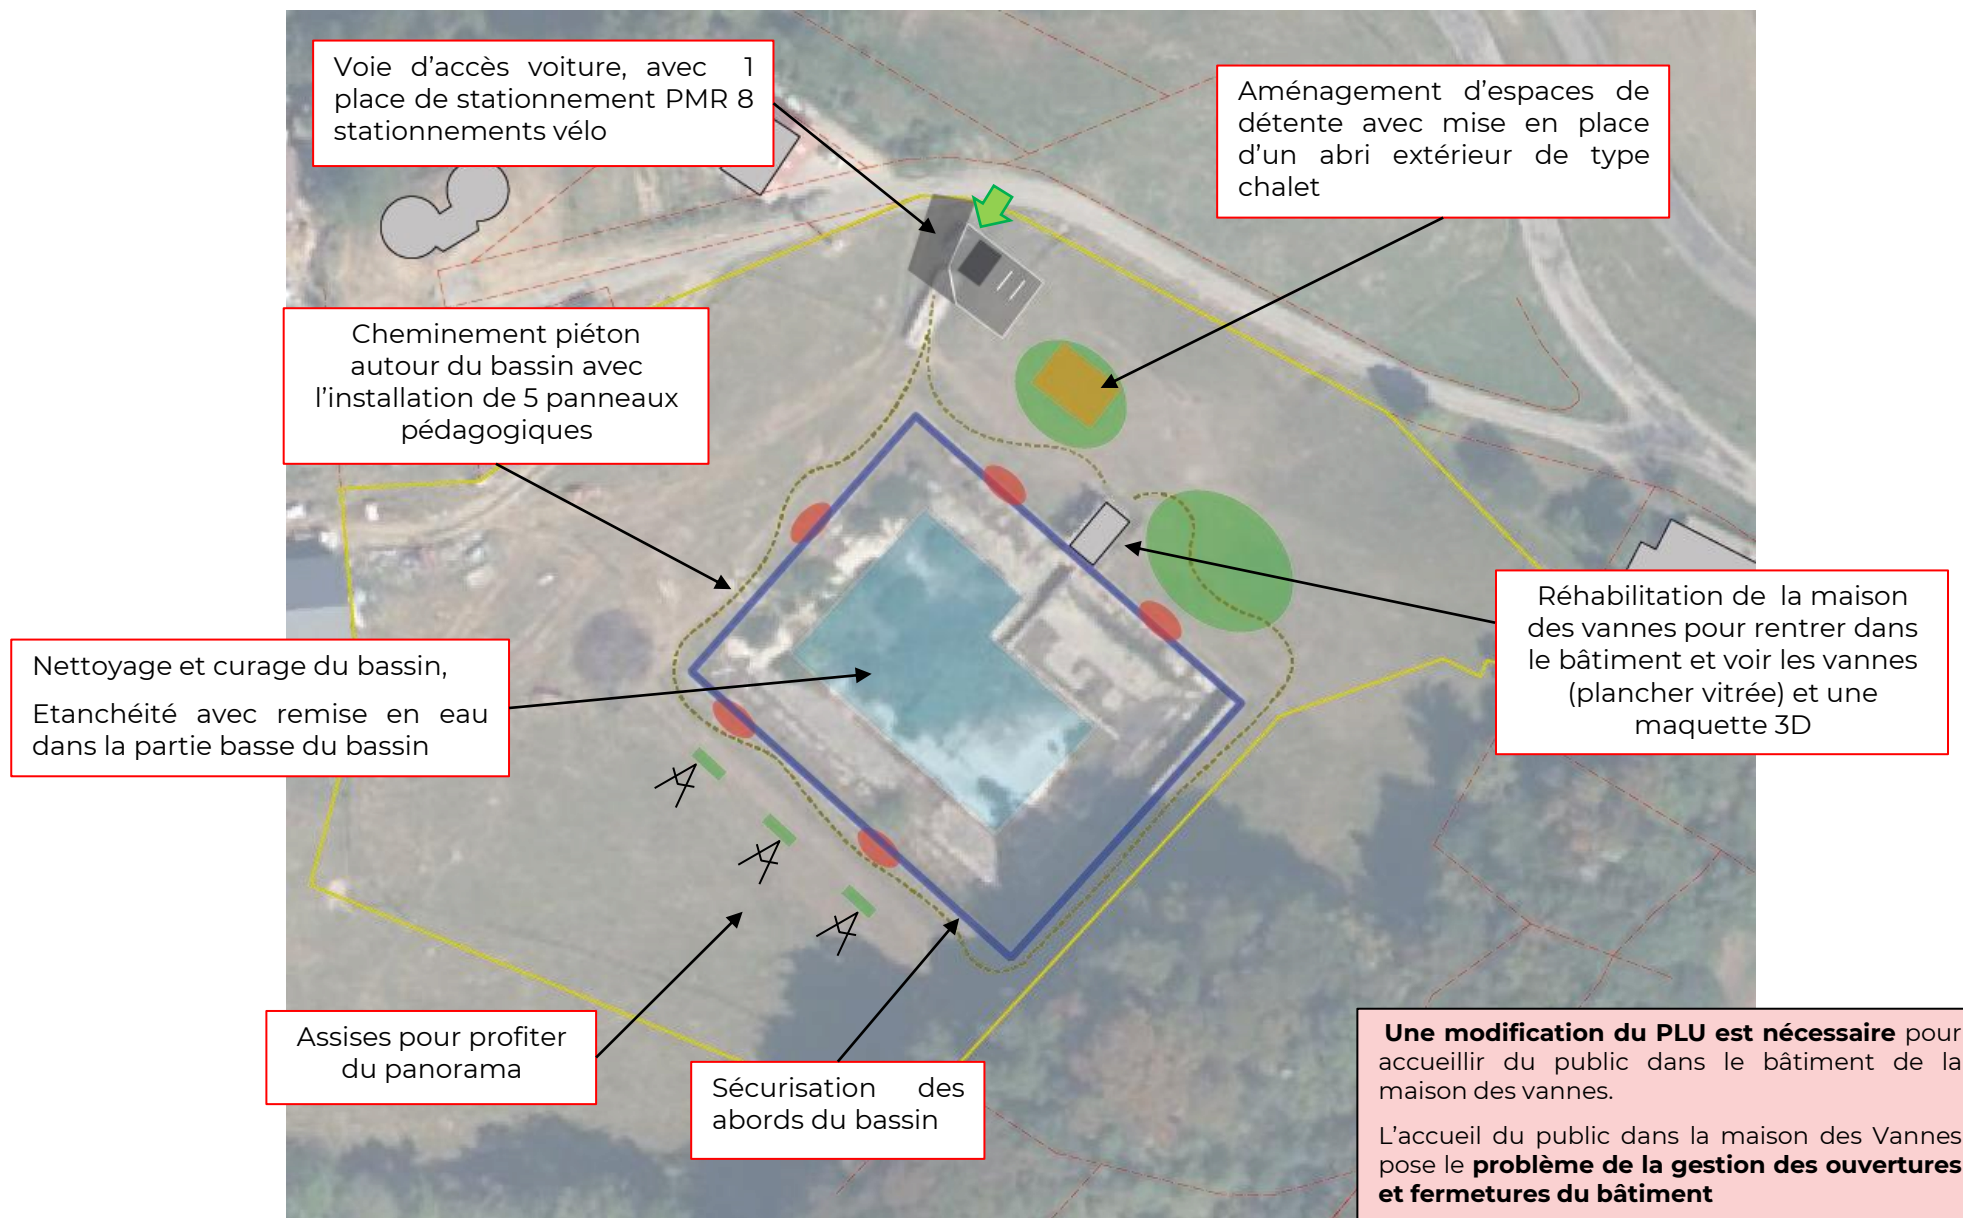 Voie d'accès voiture, avec 1
place de stationnement PMR 8
stationnements vélo
Aménagement d'espaces de
détente avec mise en place
d'un abri extérieur de type
chalet
Cheminement piéton
autour du bassin avec
l'installation de 5 panneaux
pédagogiques
Réhabilitation de la maison
des vannes pour rentrer dans
le bâtiment et voir les vannes
(plancher vitrée) et une
maquette 3D
Nettoyage et curage du bassin,
Etanchéité avec remise en eau
dans la partie basse du bassin
Assises pour profiter
du panorama
Sécurisation des
abords du bassin
Une modification du PLU est nécessaire pour
accueillir du public dans le bâtiment de la
maison des vannes.
L'accueil du public dans la maison des Vannes
pose le problème de la gestion des ouvertures
et fermetures du bâtiment